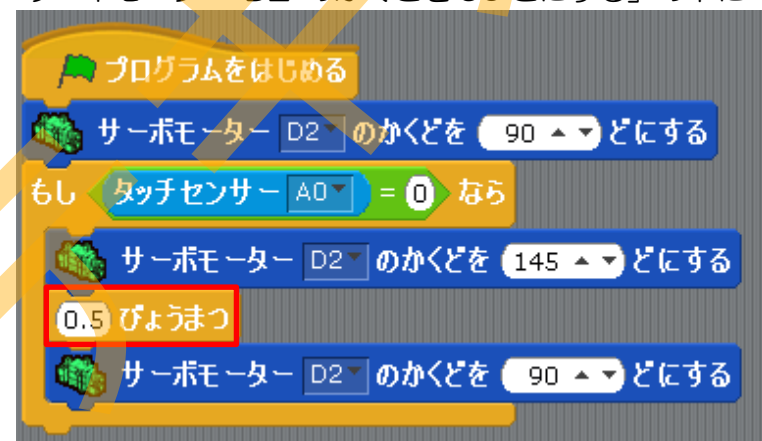 プログラムをはじめる
サーボモーター D2 のかくどを 90 どにする
もし タッチセンサー A0 = 0 なら
サーボモーター D2 のかくどを 145 どにする
0.5 びょうまつ
サーボモーター D2 のかくどを 90 どにする